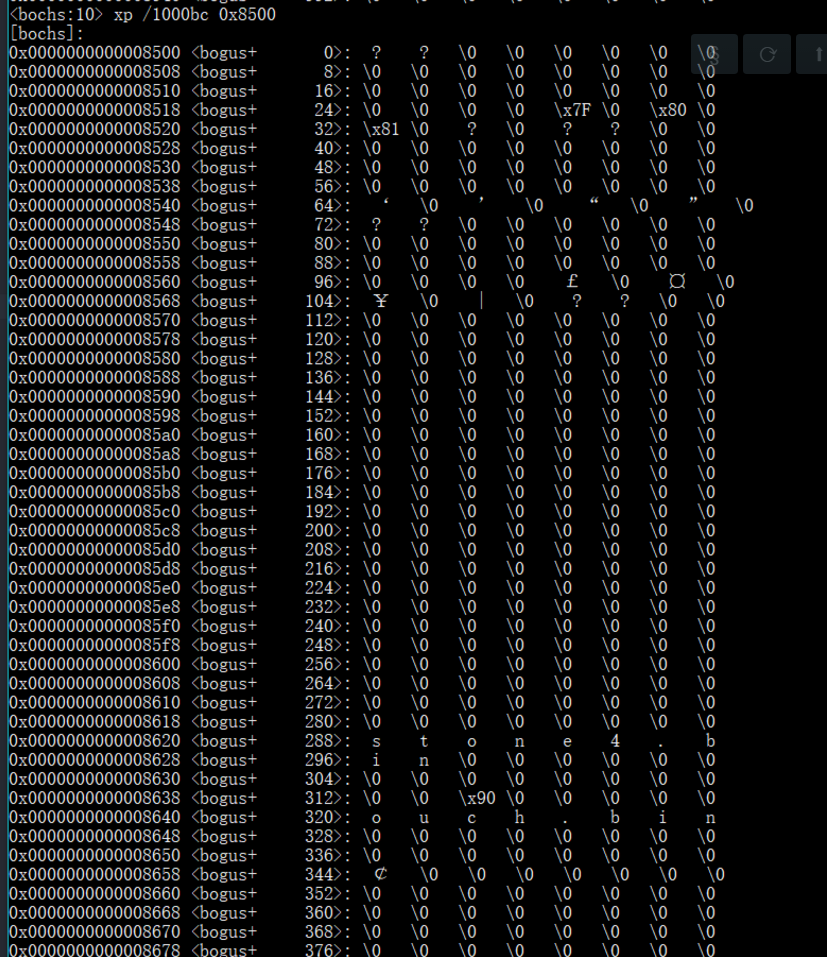 <bochs:10> xp /1000bc 0x8500
[bochs]:
0x0000000000008500 <bogus+       0>: ? ? \0 \0 \0 \0 \0 \0
0x0000000000008508 <bogus+       8>: \0 \0 \0 \0 \0 \0 \0 \0
0x0000000000008510 <bogus+      16>: \0 \0 \0 \0 \0 \0 \0 \0
0x0000000000008518 <bogus+      24>: \0 \0 \0 \0 \x7F \0 \x80 \0
0x0000000000008520 <bogus+      32>: \x81 \0 ? \0 ? ? \0 \0
0x0000000000008528 <bogus+      40>: \0 \0 \0 \0 \0 \0 \0 \0
0x0000000000008530 <bogus+      48>: \0 \0 \0 \0 \0 \0 \0 \0
0x0000000000008538 <bogus+      56>: \0 \0 \0 \0 \0 \0 \0 \0
0x0000000000008540 <bogus+      64>: ‘ \0 ’ \0 “ \0 ” \0
0x0000000000008548 <bogus+      72>: ? ? \0 \0 \0 \0 \0 \0
0x0000000000008550 <bogus+      80>: \0 \0 \0 \0 \0 \0 \0 \0
0x0000000000008558 <bogus+      88>: \0 \0 \0 \0 \0 \0 \0 \0
0x0000000000008560 <bogus+      96>: \0 \0 \0 \0 £ \0 ¤ \0
0x0000000000008568 <bogus+     104>: ¥ \0 | \0 ? ? \0 \0
0x0000000000008570 <bogus+     112>: \0 \0 \0 \0 \0 \0 \0 \0
0x0000000000008578 <bogus+     120>: \0 \0 \0 \0 \0 \0 \0 \0
0x0000000000008580 <bogus+     128>: \0 \0 \0 \0 \0 \0 \0 \0
0x0000000000008588 <bogus+     136>: \0 \0 \0 \0 \0 \0 \0 \0
0x0000000000008590 <bogus+     144>: \0 \0 \0 \0 \0 \0 \0 \0
0x0000000000008598 <bogus+     152>: \0 \0 \0 \0 \0 \0 \0 \0
0x00000000000085a0 <bogus+     160>: \0 \0 \0 \0 \0 \0 \0 \0
0x00000000000085a8 <bogus+     168>: \0 \0 \0 \0 \0 \0 \0 \0
0x00000000000085b0 <bogus+     176>: \0 \0 \0 \0 \0 \0 \0 \0
0x00000000000085b8 <bogus+     184>: \0 \0 \0 \0 \0 \0 \0 \0
0x00000000000085c0 <bogus+     192>: \0 \0 \0 \0 \0 \0 \0 \0
0x00000000000085c8 <bogus+     200>: \0 \0 \0 \0 \0 \0 \0 \0
0x00000000000085d0 <bogus+     208>: \0 \0 \0 \0 \0 \0 \0 \0
0x00000000000085d8 <bogus+     216>: \0 \0 \0 \0 \0 \0 \0 \0
0x00000000000085e0 <bogus+     224>: \0 \0 \0 \0 \0 \0 \0 \0
0x00000000000085e8 <bogus+     232>: \0 \0 \0 \0 \0 \0 \0 \0
0x00000000000085f0 <bogus+     240>: \0 \0 \0 \0 \0 \0 \0 \0
0x00000000000085f8 <bogus+     248>: \0 \0 \0 \0 \0 \0 \0 \0
0x0000000000008600 <bogus+     256>: \0 \0 \0 \0 \0 \0 \0 \0
0x0000000000008608 <bogus+     264>: \0 \0 \0 \0 \0 \0 \0 \0
0x0000000000008610 <bogus+     272>: \0 \0 \0 \0 \0 \0 \0 \0
0x0000000000008618 <bogus+     280>: \0 \0 \0 \0 \0 \0 \0 \0
0x0000000000008620 <bogus+     288>: s t o n e 4 . b
0x0000000000008628 <bogus+     296>: i n \0 \0 \0 \0 \0 \0
0x0000000000008630 <bogus+     304>: \0 \0 \0 \0 \0 \0 \0 \0
0x0000000000008638 <bogus+     312>: \0 \0 \x90 \0 \0 \0 \0 \0
0x0000000000008640 <bogus+     320>: o u c h . b i n
0x0000000000008648 <bogus+     328>: \0 \0 \0 \0 \0 \0 \0 \0
0x0000000000008650 <bogus+     336>: \0 \0 \0 \0 \0 \0 \0 \0
0x0000000000008658 <bogus+     344>: ¢ \0 \0 \0 \0 \0 \0 \0
0x0000000000008660 <bogus+     352>: \0 \0 \0 \0 \0 \0 \0 \0
0x0000000000008668 <bogus+     360>: \0 \0 \0 \0 \0 \0 \0 \0
0x0000000000008670 <bogus+     368>: \0 \0 \0 \0 \0 \0 \0 \0
0x0000000000008678 <bogus+     376>: \0 \0 \0 \0 \0 \0 \0 \0